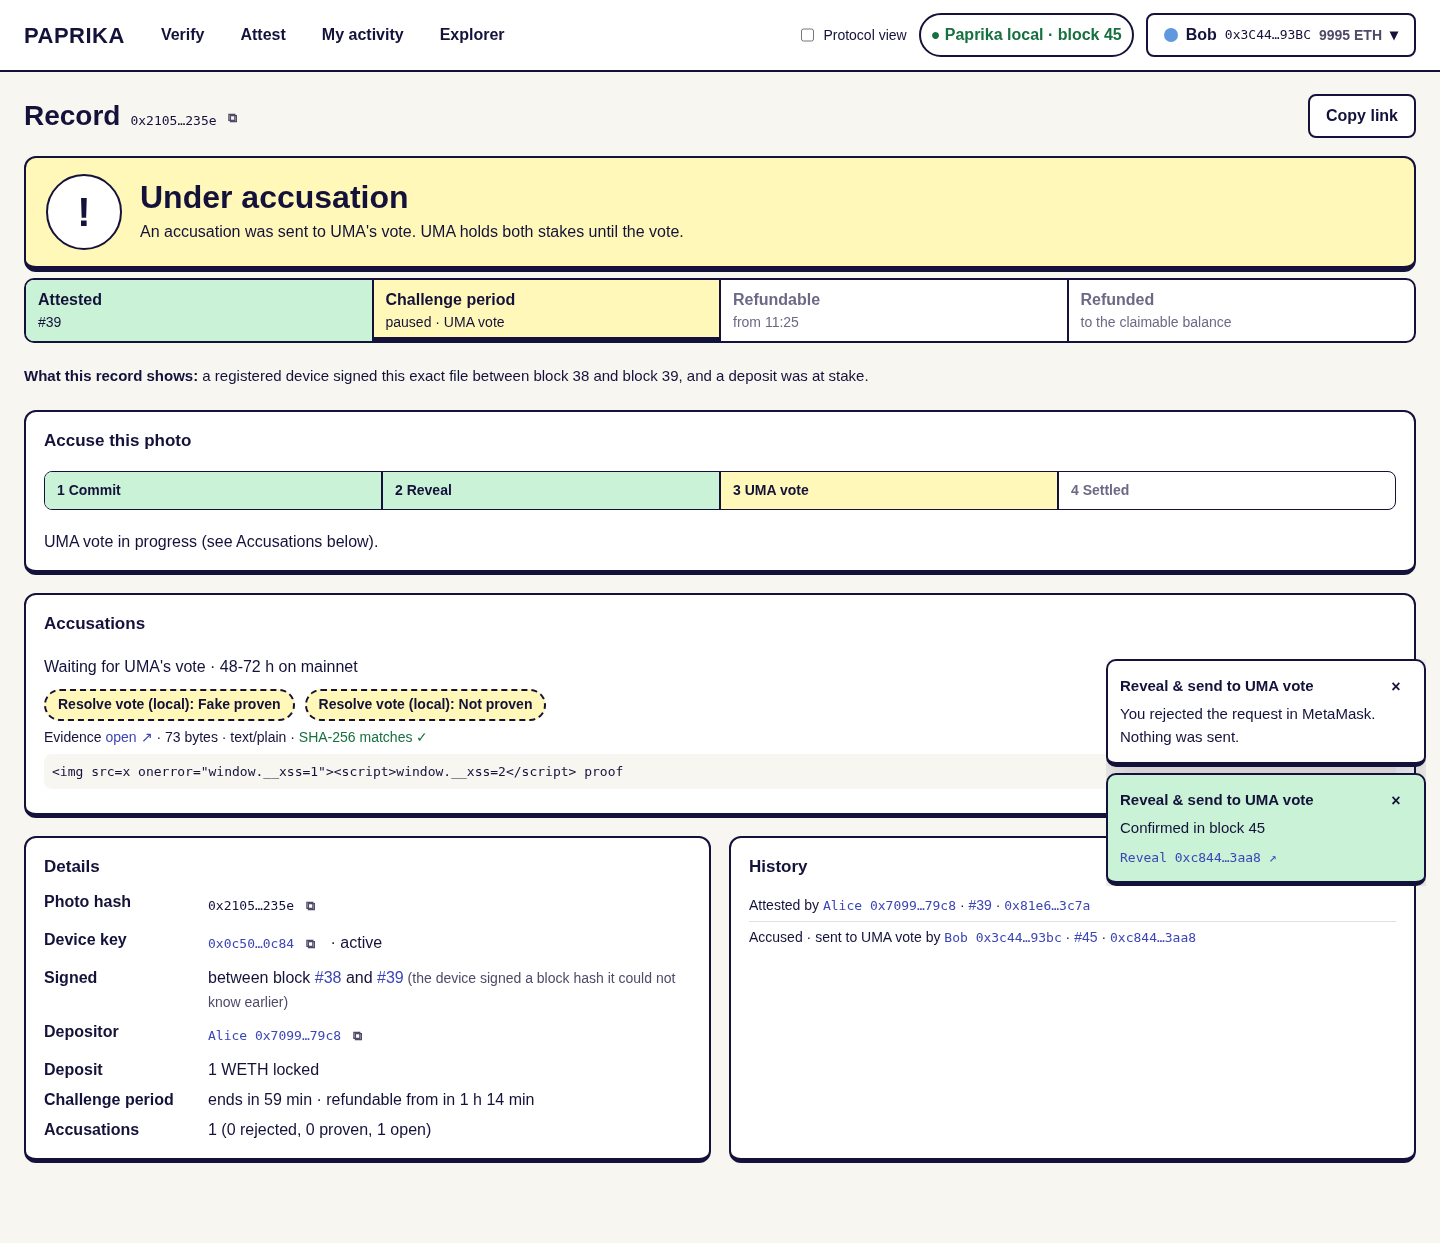 PAPRIKA Verify Attest My activity Explorer Protocol view ● Paprika local · block 45 Bob 0x3C44…93BC 9995 ETH ▼
Record 0x2105…235e ⧉ Copy link
!
Under accusation
An accusation was sent to UMA's vote. UMA holds both stakes until the vote.
Attested Challenge period Refundable Refunded
#39 paused · UMA vote from 11:25 to the claimable balance
What this record shows: a registered device signed this exact file between block 38 and block 39, and a deposit was at stake.
Accuse this photo
1 Commit 2 Reveal 3 UMA vote 4 Settled
UMA vote in progress (see Accusations below).
Accusations
Waiting for UMA's vote · 48-72 h on mainnet
Resolve vote (local): Fake proven Resolve vote (local): Not proven
Evidence open ↗ · 73 bytes · text/plain · SHA-256 matches ✓
<img src=x onerror="window.__xss=1"><script>window.__xss=2</script> proof
Reveal & send to UMA vote ×
You rejected the request in MetaMask.
Nothing was sent.
Reveal & send to UMA vote ×
Confirmed in block 45
Reveal 0xc844…3aa8 ↗
Details
Photo hash 0x2105…235e ⧉
Device key 0x0c50…0c84 ⧉ · active
Signed between block #38 and #39 (the device signed a block hash it could not
know earlier)
Depositor Alice 0x7099…79c8 ⧉
Deposit 1 WETH locked
Challenge period ends in 59 min · refundable from in 1 h 14 min
Accusations 1 (0 rejected, 0 proven, 1 open)
History
Attested by Alice 0x7099…79c8 · #39 · 0x81e6…3c7a
Accused · sent to UMA vote by Bob 0x3c44…93bc · #45 · 0xc844…3aa8